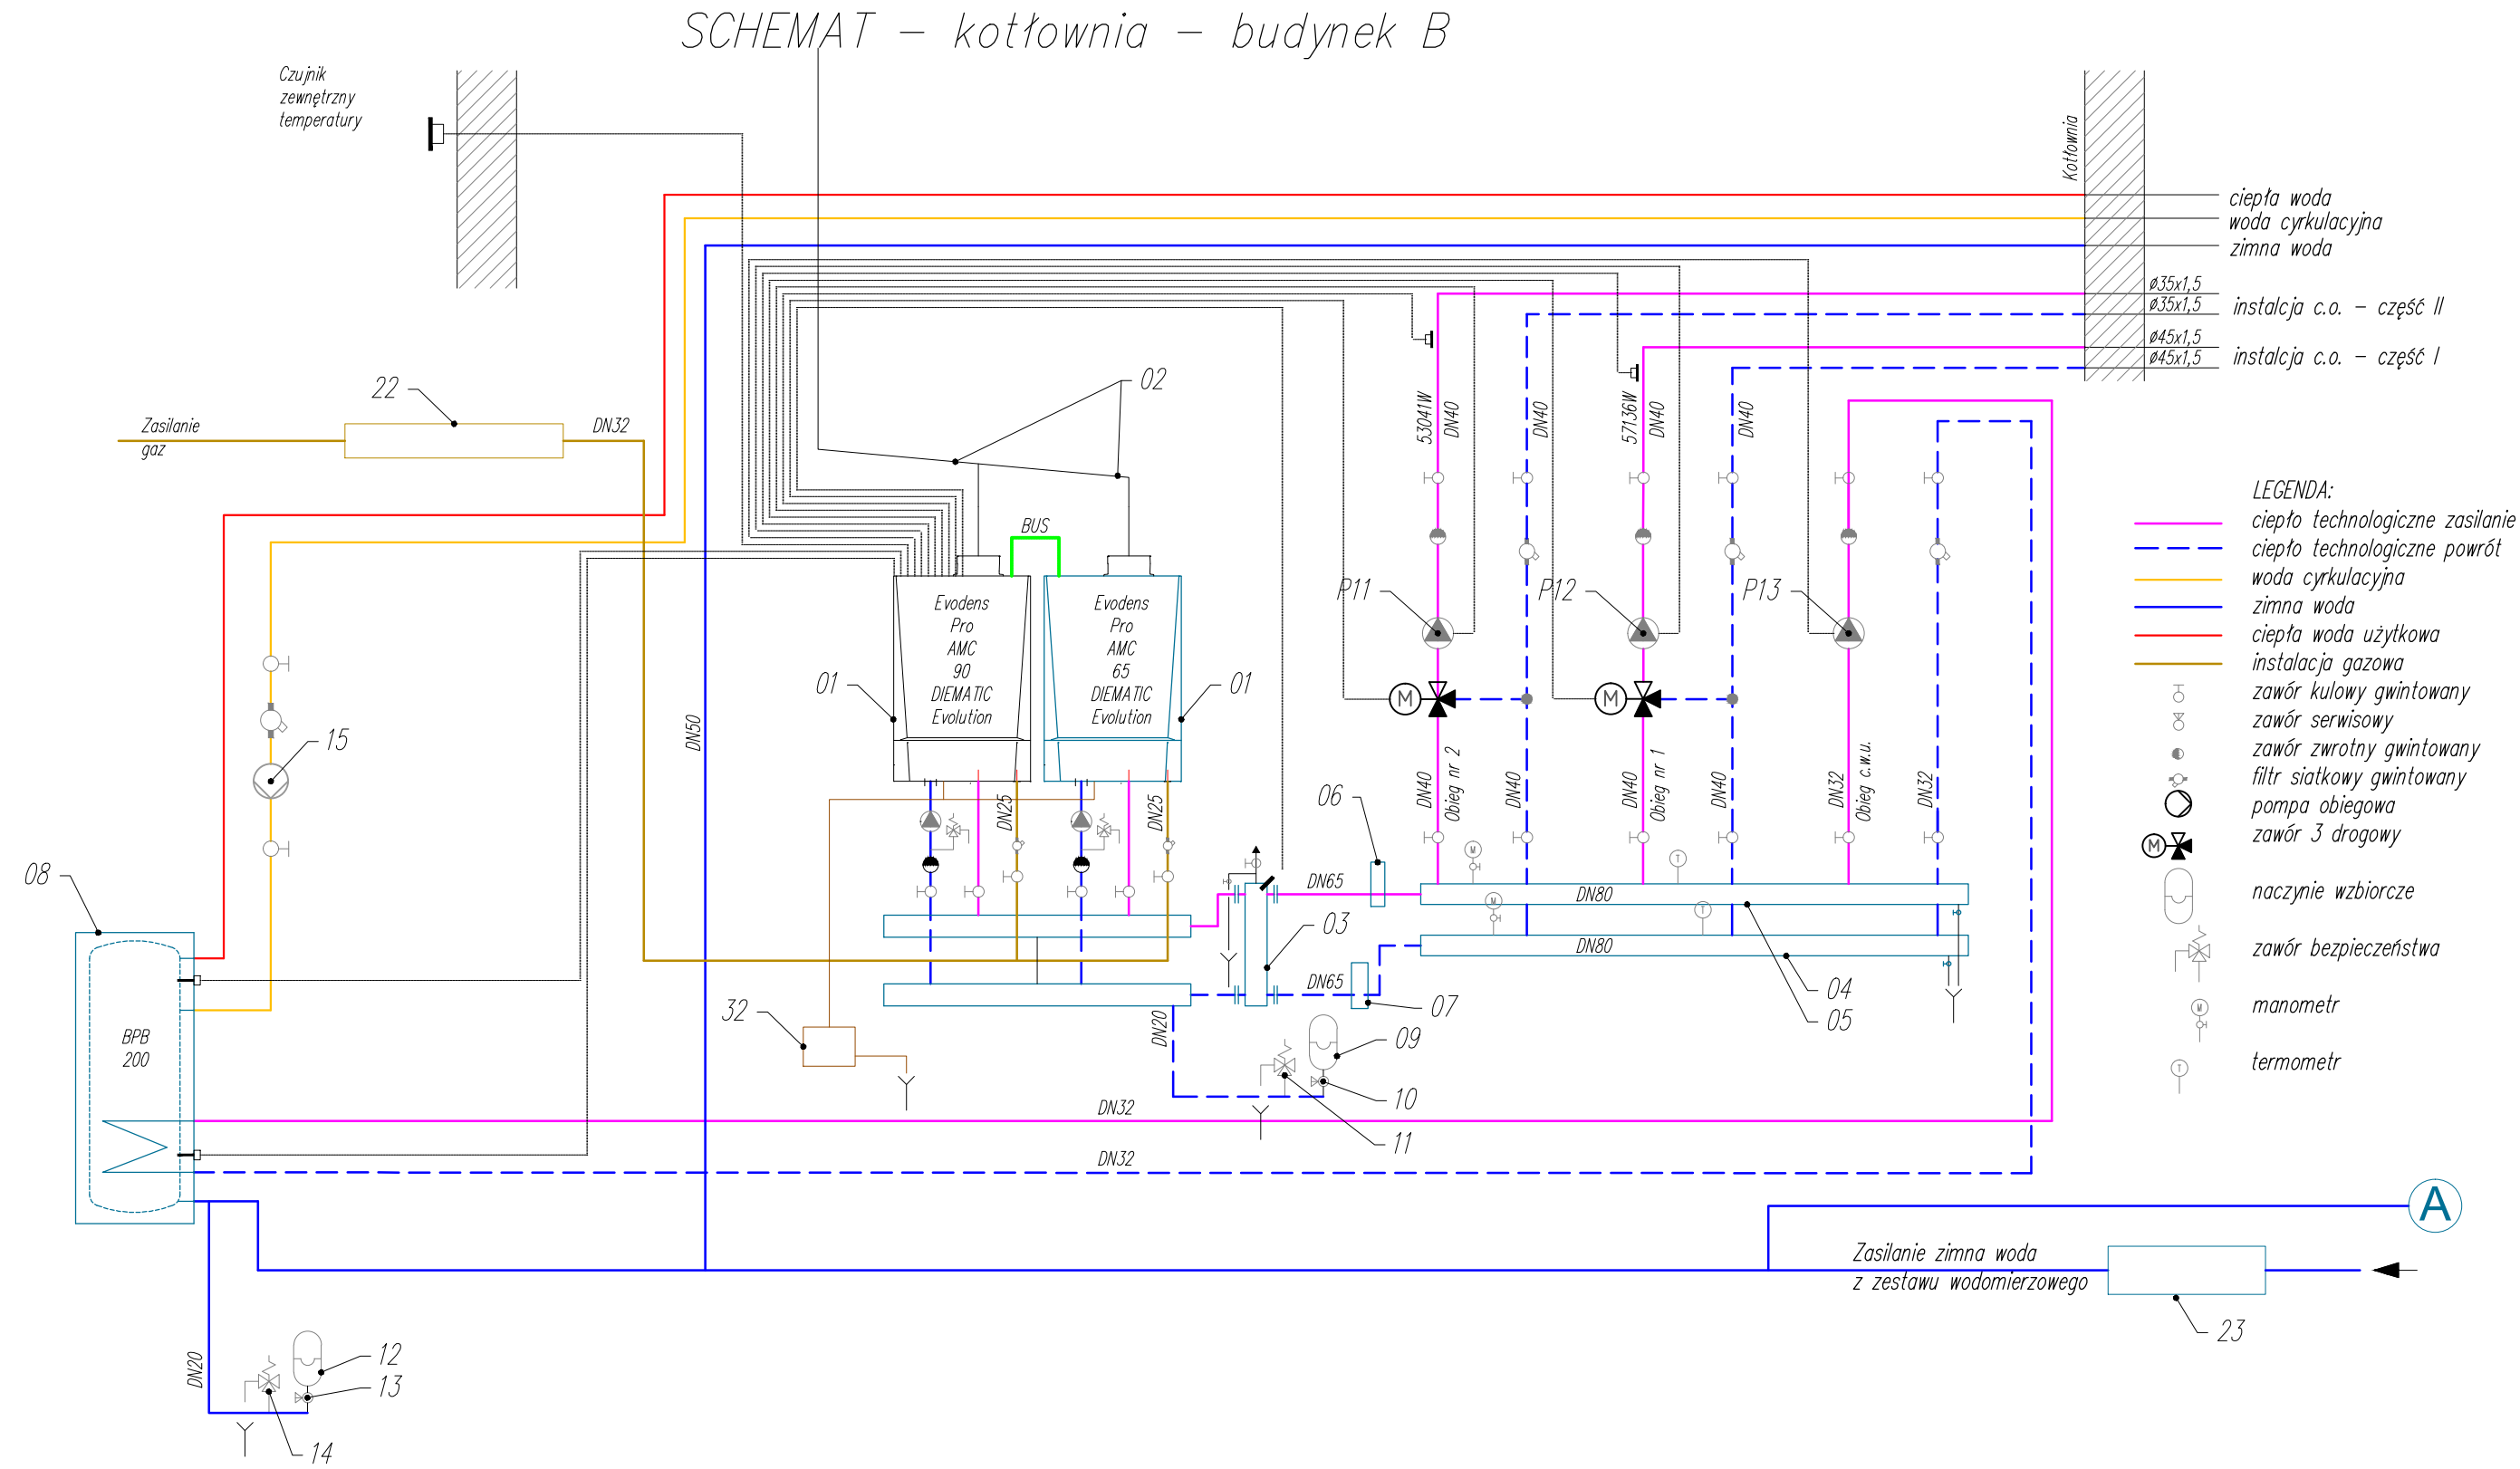 SCHEMAT – kotłownia – budynek B
Czujnik
zewnętrzny
temperatury
Kotłownia
ciepła woda
woda cyrkulacyjna
zimna woda
ø35x1,5
ø35x1,5
instalcja c.o. – część II
ø45x1,5
ø45x1,5
instalcja c.o. – część I
22
Zasilanie
gaz
DN32
02
BUS
53041W
DN40
DN40
57136W
DN40
DN40
LEGENDA:
ciepło technologiczne zasilanie
ciepło technologiczne powrót
woda cyrkulacyjna
zimna woda
ciepła woda użytkowa
instalacja gazowa
zawór kulowy gwintowany
zawór serwisowy
zawór zwrotny gwintowany
filtr siatkowy gwintowany
pompa obiegowa
M
zawór 3 drogowy
naczynie wzbiorcze
zawór bezpieczeństwa
M
manometr
T
termometr
Evodens
Pro
AMC
90
DIEMATIC
Evolution
Evodens
Pro
AMC
65
DIEMATIC
Evolution
01
01
P11
P12
P13
M
M
15
DN50
DN25
DN25
06
DN40
Obieg nr 2
DN40
DN40
Obieg nr 1
DN40
DN32
Obieg c.w.u.
DN32
M
T
M
T
08
DN65
DN80
03
DN80
DN65
04
05
07
32
DN20
09
10
11
BPB
200
DN32
DN32
A
Zasilanie zimna woda
z zestawu wodomierzowego
23
DN20
12
13
14